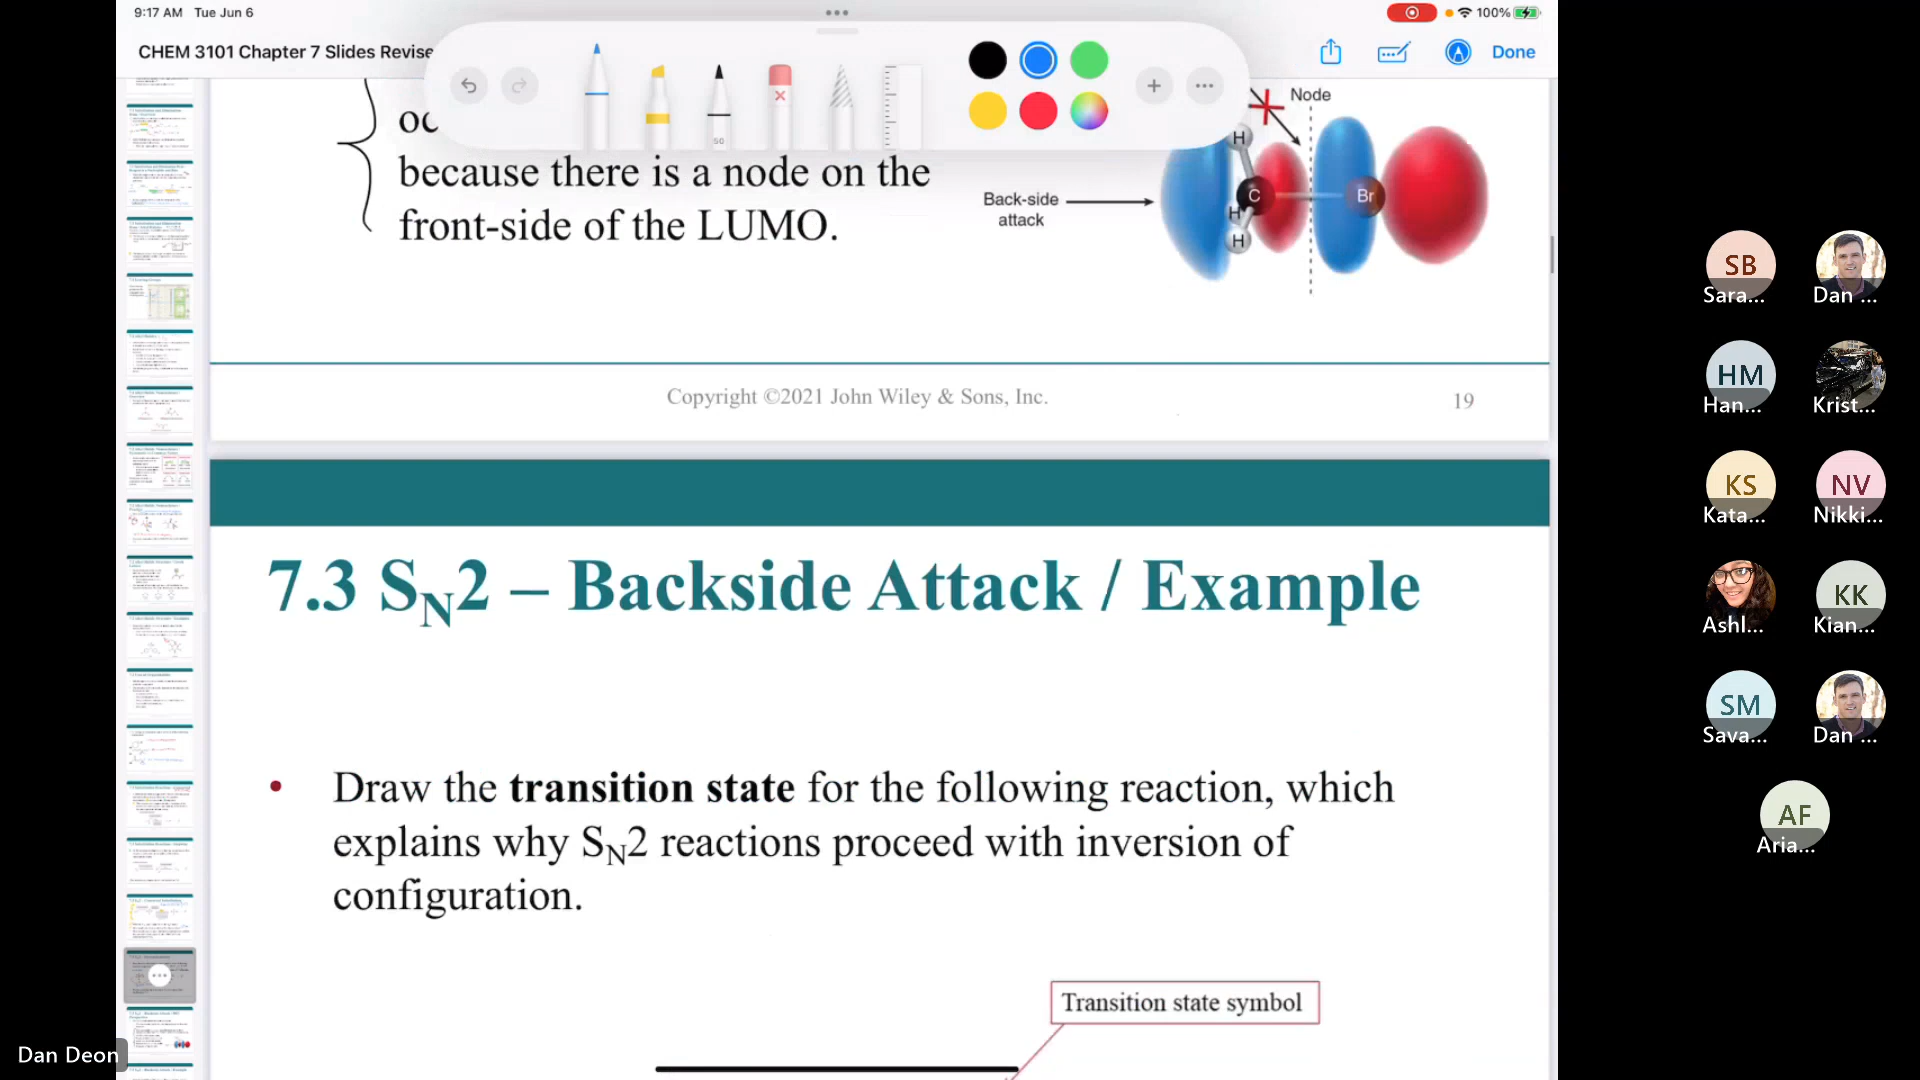 9:17 AM Tue Jun 6
100%
CHEM 3101 Chapter 7 Slides Revise
Done
50
Node
because there is a node on the
front-side of the LUMO.
Back-side
attack
H
C
H
H
Br
Copyright ©2021 John Wiley & Sons, Inc.
19
7.3 SN2 – Backside Attack / Example
• Draw the transition state for the following reaction, which
explains why SN2 reactions proceed with inversion of
configuration.
Transition state symbol
SB
Sara...
Dan ...
HM
Han...
Krist...
KS
Kata...
NV
Nikki...
Ashl...
KK
Kian...
SM
Sava...
Dan ...
AF
Aria...
Dan Deon